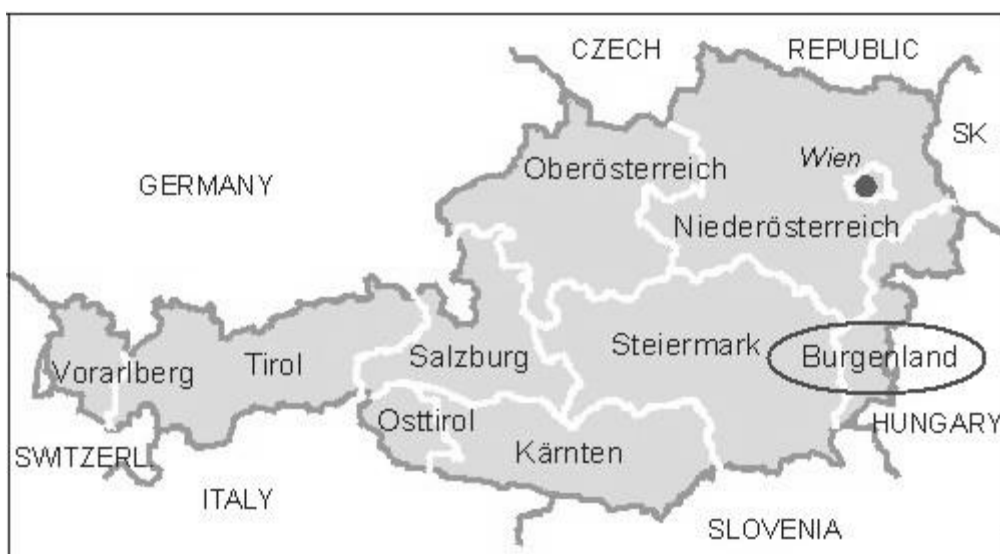 CZECH REPUBLIC
SK
Wien
Oberösterreich
GERMANY
Niederösterreich
Steiermark
Burgenland
Salzburg
Tirol
Vorarlberg
Osttirol
HUNGARY
Kärnten
SWITZERL.
ITALY
SLOVENIA